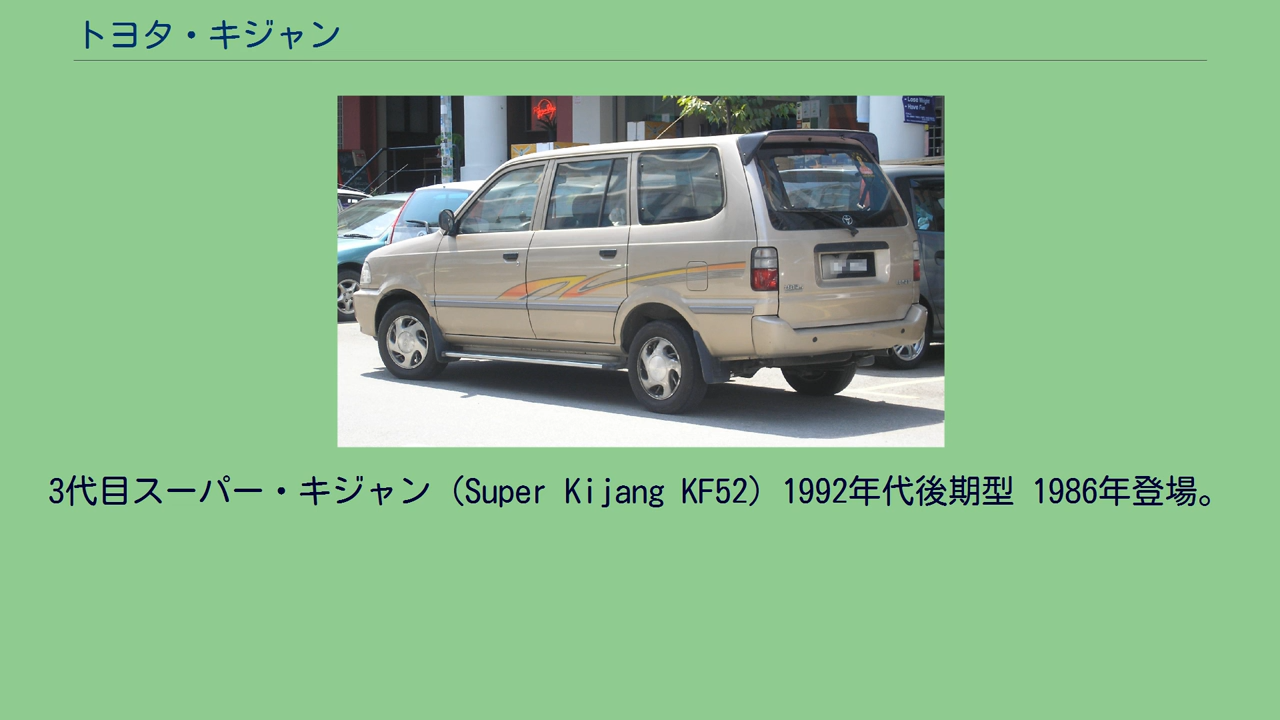 トヨタ・キジャン
3代目スーパー・キジャン（Super Kijang KF52）1992年代後期型 1986年登場。